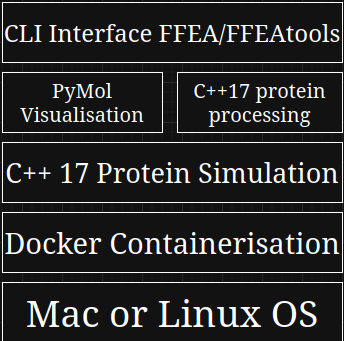 CLI Interface FFEA/FFEAtools
PyMol
Visualisation
C++17 protein
processing
C++ 17 Protein Simulation
Docker Containerisation
Mac or Linux OS